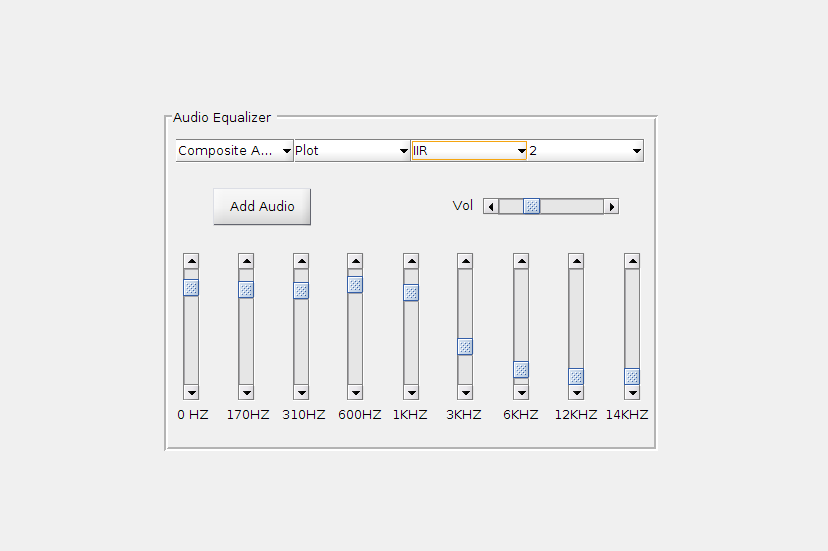 Audio Equalizer
Composite A... Plot IIR 2
Add Audio Vol
0 HZ 170HZ 310HZ 600HZ 1KHZ 3KHZ 6KHZ 12KHZ 14KHZ